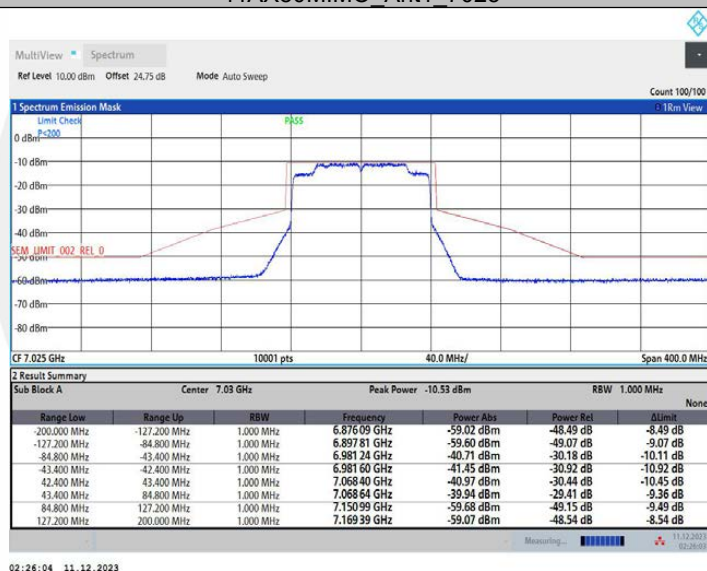 11AX80MIMO_Ant1_7025
MultiView Spectrum
Ref Level 10.00 dBm Offset 24.75 dB Mode Auto Sweep
Count 100/100
1 Spectrum Emission Mask 1Rm View
Limit Check PASS
P<200
0 dBm
-10 dBm
-20 dBm
-30 dBm
-40 dBm
SEM_LIMIT_002_REL_0
-50 dBm
-60 dBm
-70 dBm
-80 dBm
CF 7.025 GHz 10001 pts 40.0 MHz/ Span 400.0 MHz
2 Result Summary
Sub Block A Center 7.03 GHz Peak Power -10.53 dBm RBW 1.000 MHz
None
Range Low Range Up RBW Frequency Power Abs Power Rel ΔLimit
-200.000 MHz -127.200 MHz 1.000 MHz 6.87609 GHz -59.02 dBm -48.49 dB -8.49 dB
-127.200 MHz -84.800 MHz 1.000 MHz 6.89781 GHz -59.60 dBm -49.07 dB -9.07 dB
-84.800 MHz -43.400 MHz 1.000 MHz 6.98124 GHz -40.71 dBm -30.18 dB -10.11 dB
-43.400 MHz -42.400 MHz 1.000 MHz 6.98160 GHz -41.45 dBm -30.92 dB -10.92 dB
42.400 MHz 43.400 MHz 1.000 MHz 7.06840 GHz -40.97 dBm -30.44 dB -10.45 dB
43.400 MHz 84.800 MHz 1.000 MHz 7.06864 GHz -39.94 dBm -29.41 dB -9.36 dB
84.800 MHz 127.200 MHz 1.000 MHz 7.15099 GHz -59.68 dBm -49.15 dB -9.49 dB
127.200 MHz 200.000 MHz 1.000 MHz 7.16939 GHz -59.07 dBm -48.54 dB -8.54 dB
Measuring... 11.12.2023
02:26:03
02:26:04 11.12.2023